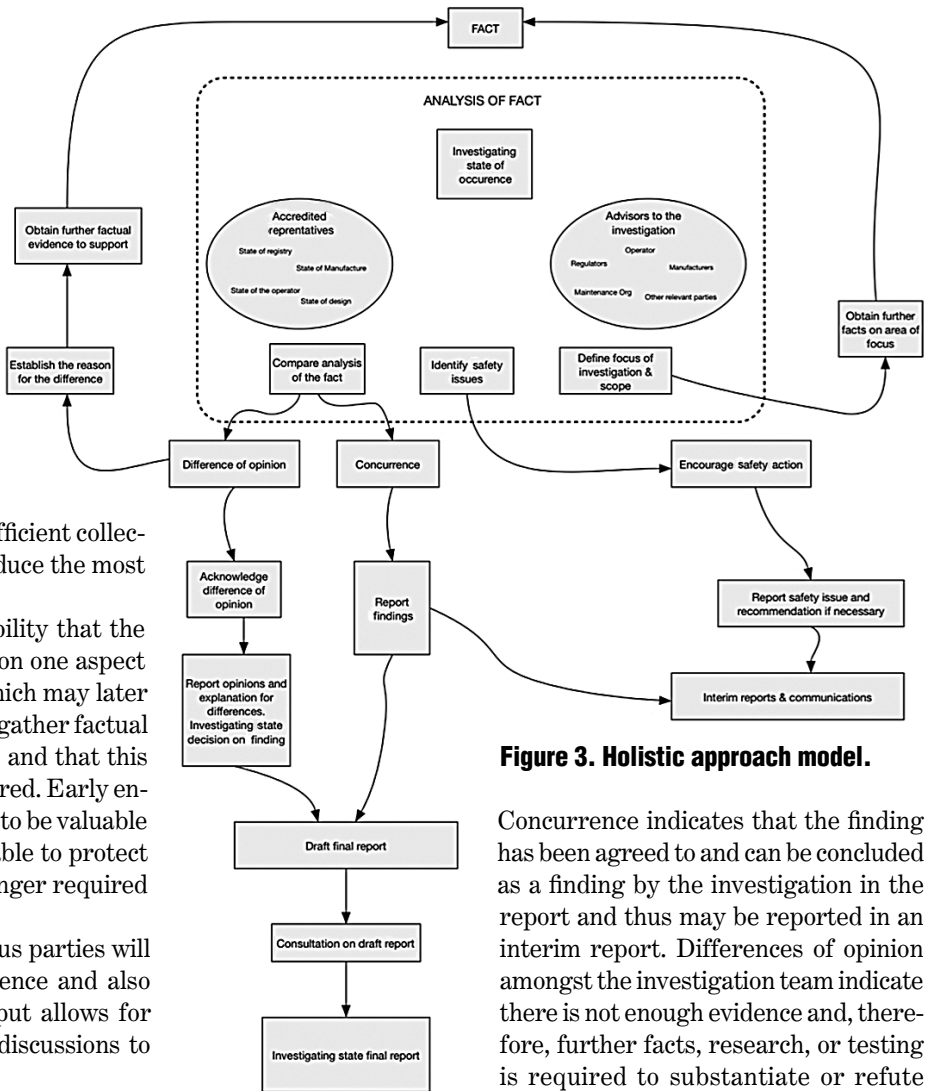 FACT
ANALYSIS OF FACT
Investigating
state of
occurence
Accredited
reprentatives
State of registry
State of Manufacture
State of the operator
State of design
Advisors to the
investigation
Operator
Regulators
Manufacturers
Maintenance Org
Other relevant parties
Obtain further factual
evidence to support
Obtain further
facts on area of
focus
Establish the reason
for the difference
Compare analysis
of the fact
Identify safety
issues
Define focus of
investigation &
scope
Difference of opinion
Concurrence
Encourage safety action
Acknowledge
difference of
opinion
Report
findings
Report safety issue and
recommendation if necessary
Report opinions and
explanation for
differences.
Investigating state
decision on finding
Interim reports & communications
Draft final report
Consultation on draft report
Investigating state final report
fficient collec-
duce the most
bility that the
on one aspect
hich may later
gather factual
and that this
red. Early en-
to be valuable
able to protect
nger required
us parties will
ence and also
put allows for
discussions to
Figure 3. Holistic approach model.
Concurrence indicates that the finding
has been agreed to and can be concluded
as a finding by the investigation in the
report and thus may be reported in an
interim report. Differences of opinion
amongst the investigation team indicate
there is not enough evidence and, there-
fore, further facts, research, or testing
is required to substantiate or refute